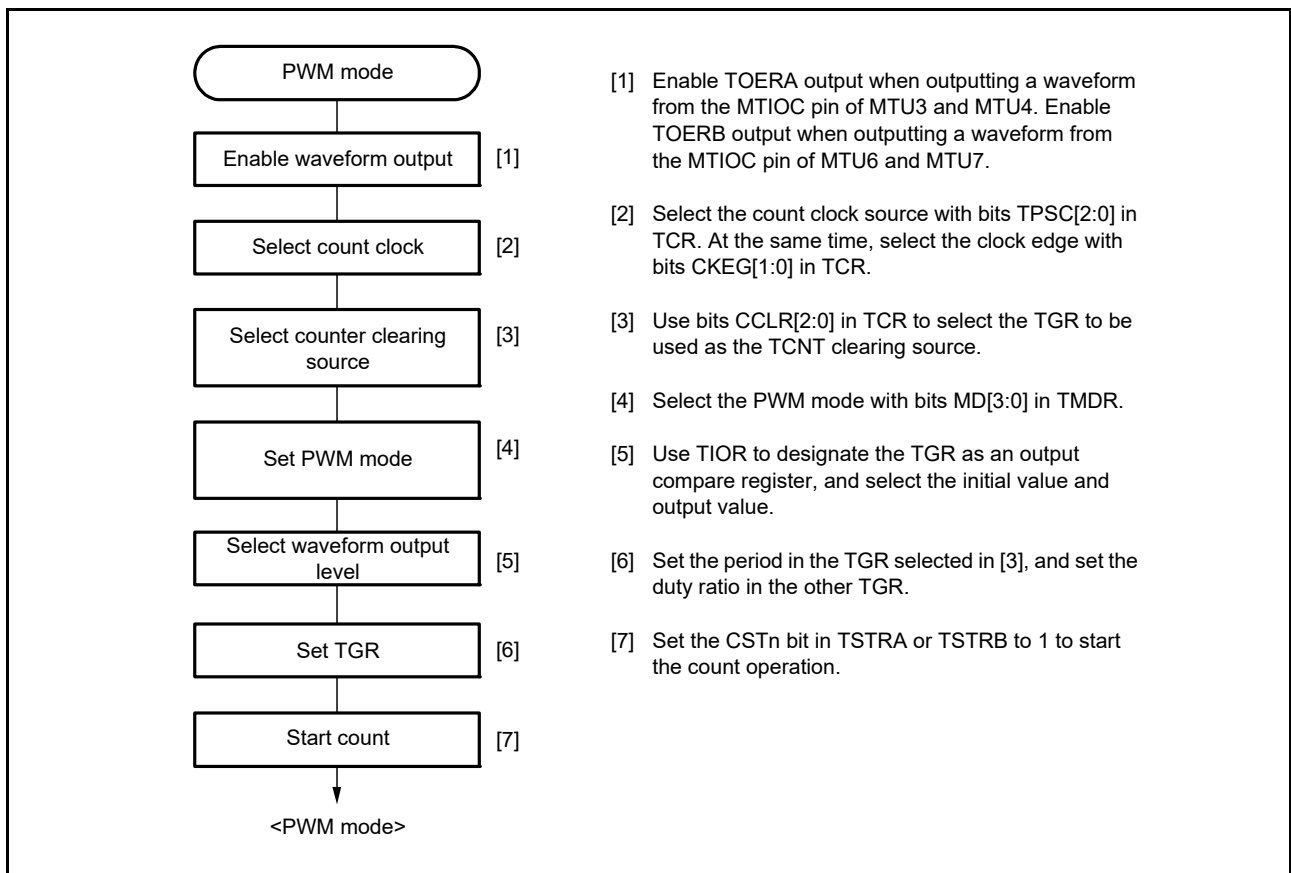 PWM mode
Enable waveform output [1]
Select count clock [2]
Select counter clearing
source
[3]
Set PWM mode [4]
Select waveform output
level
[5]
Set TGR [6]
Start count [7]
<PWM mode>
[1] Enable TOERA output when outputting a waveform
from the MTIOC pin of MTU3 and MTU4. Enable
TOERB output when outputting a waveform from
the MTIOC pin of MTU6 and MTU7.
[2] Select the count clock source with bits TPSC[2:0] in
TCR. At the same time, select the clock edge with
bits CKEG[1:0] in TCR.
[3] Use bits CCLR[2:0] in TCR to select the TGR to be
used as the TCNT clearing source.
[4] Select the PWM mode with bits MD[3:0] in TMDR.
[5] Use TIOR to designate the TGR as an output
compare register, and select the initial value and
output value.
[6] Set the period in the TGR selected in [3], and set the
duty ratio in the other TGR.
[7] Set the CSTn bit in TSTRA or TSTRB to 1 to start
the count operation.